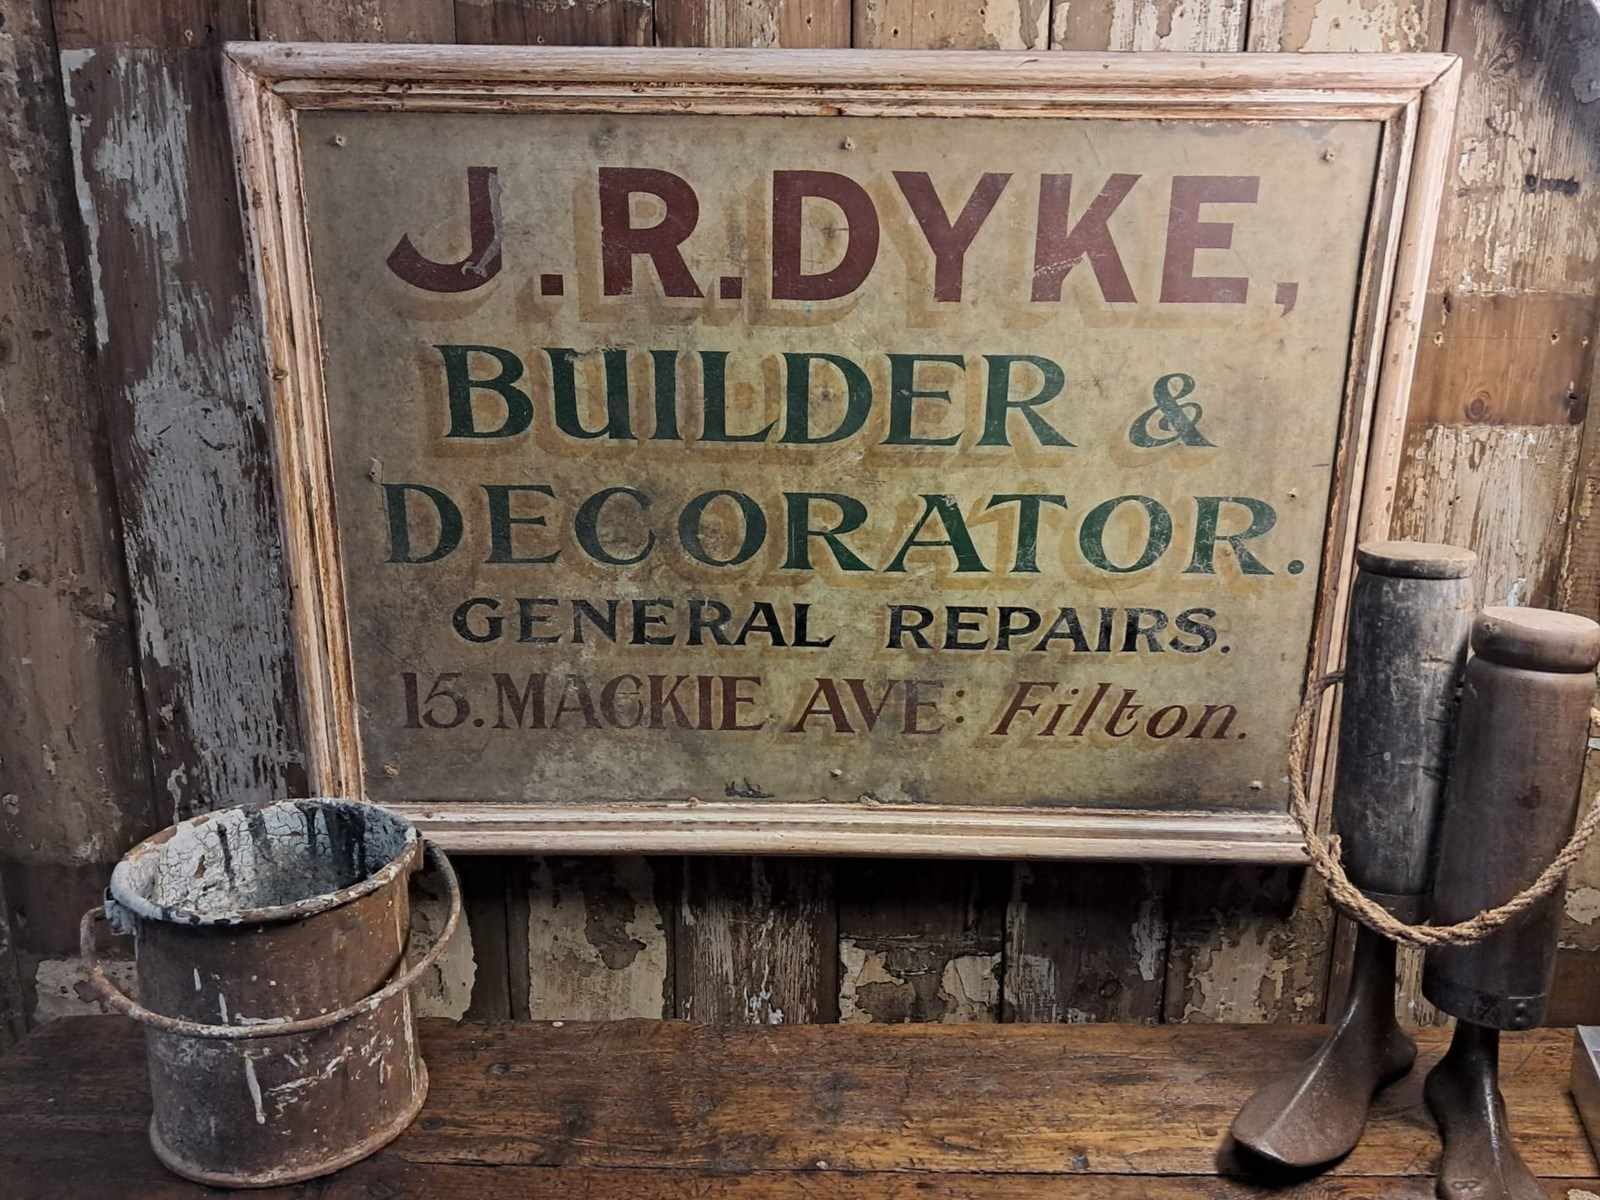 J.R.DYKE,
BUILDER &
DECORATOR.
GENERAL REPAIRS.
15. MACKIE AVE: Filton.